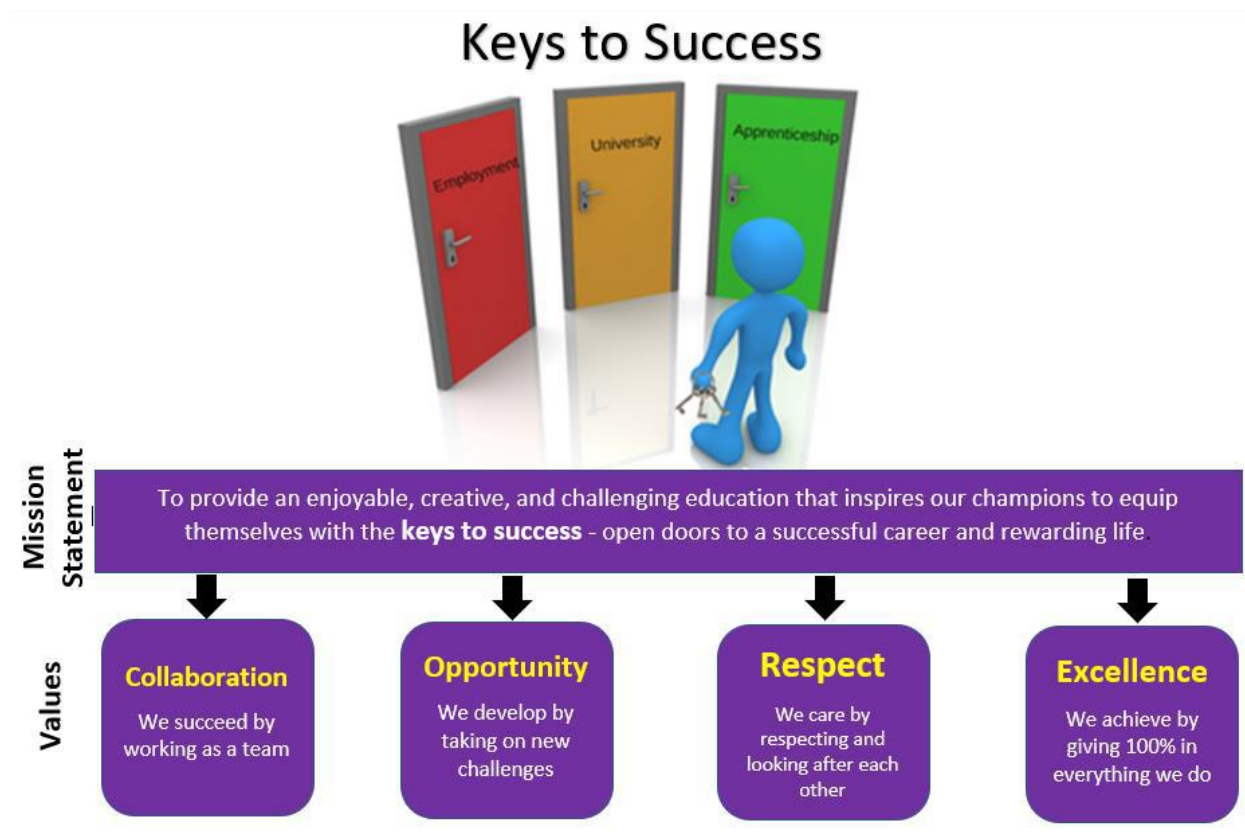 Keys to Success
Employment
University
Apprenticeship
Mission
Statement
To provide an enjoyable, creative, and challenging education that inspires our champions to equip
themselves with the keys to success - open doors to a successful career and rewarding life.
Values
Collaboration
We succeed by
working as a team
Opportunity
We develop by
taking on new
challenges
Respect
We care by
respecting and
looking after each
other
Excellence
We achieve by
giving 100% in
everything we do